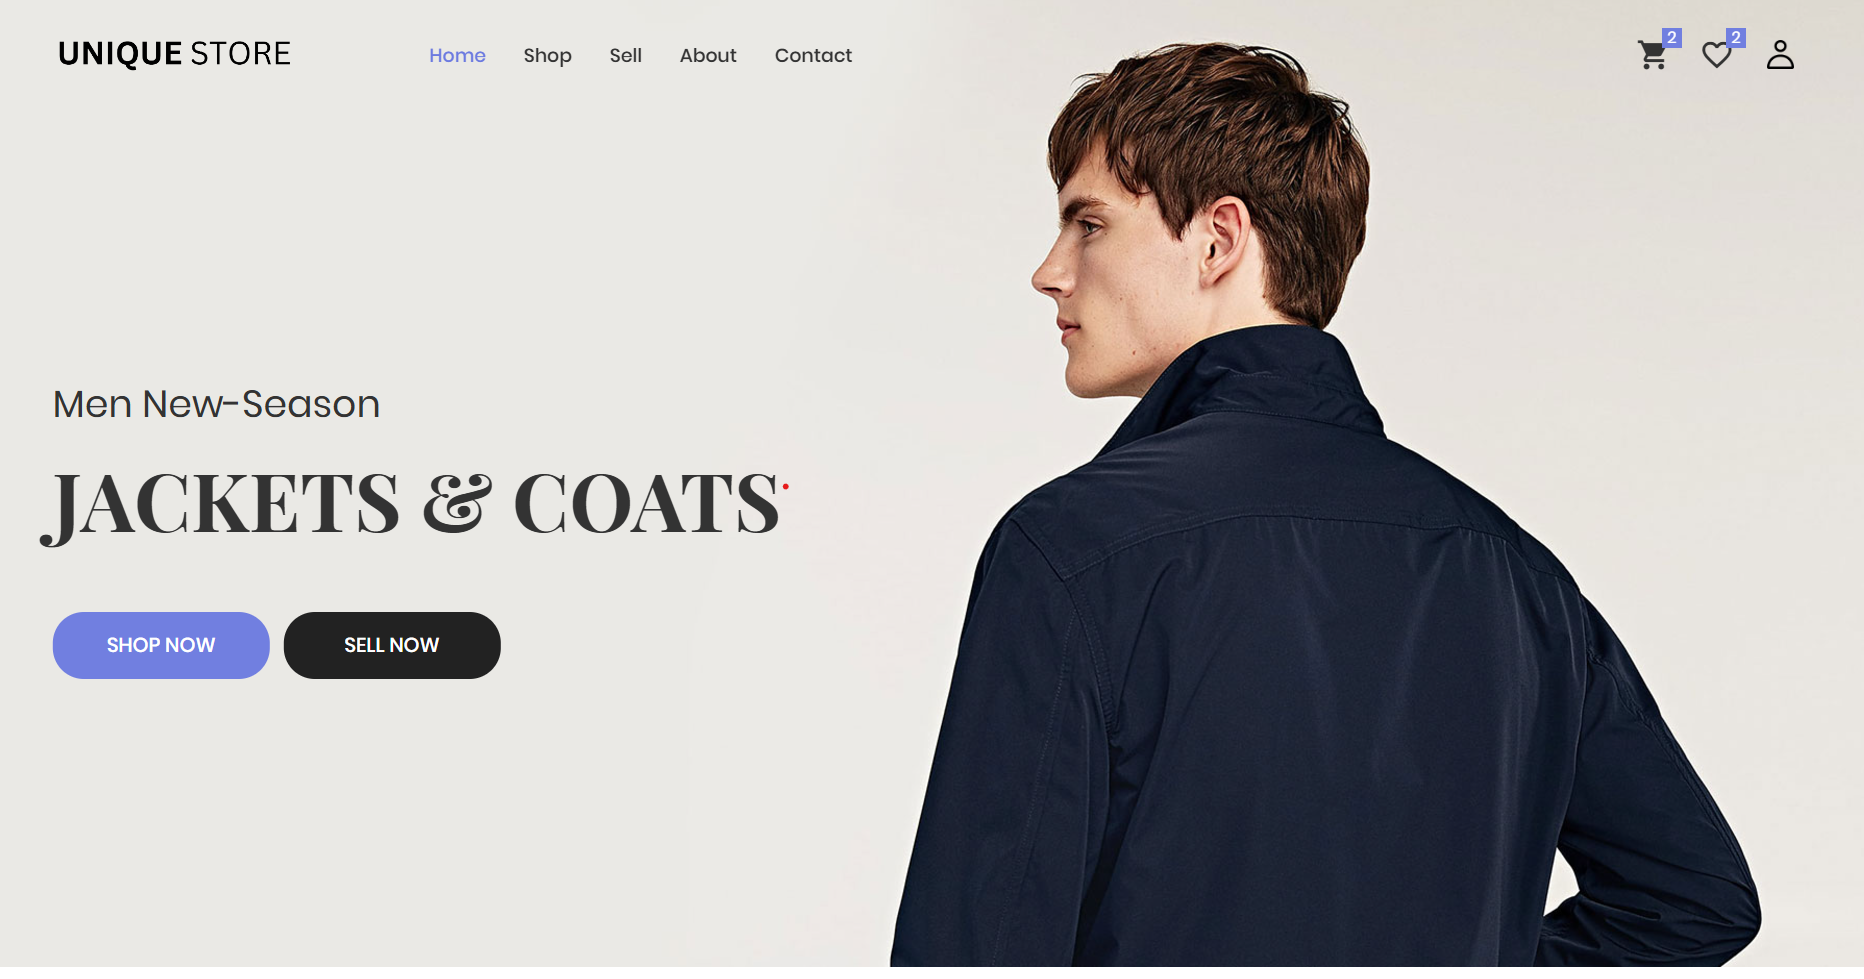 UNIQUE STORE
Home Shop Sell About Contact
2 2
Men New-Season
JACKETS & COATS
SHOP NOW SELL NOW